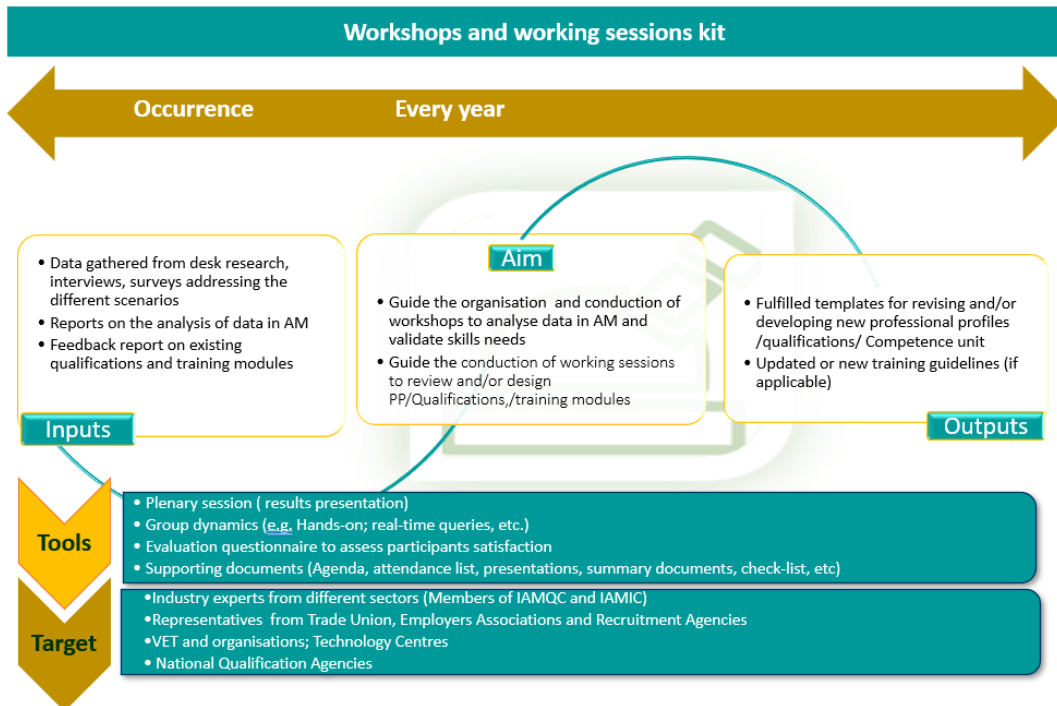 Workshops and working sessions kit
Occurrence Every year
• Data gathered from desk research,
interviews, surveys addressing the
different scenarios
• Reports on the analysis of data in AM
• Feedback report on existing
qualifications and training modules
Inputs
Aim
• Guide the organisation and conduction of
workshops to analyse data in AM and
validate skills needs
• Guide the conduction of working sessions
to review and/or design
PP/Qualifications,/training modules
• Fulfilled templates for revising and/or
developing new professional profiles
/qualifications/ Competence unit
• Updated or new training guidelines (if
applicable)
Outputs
Tools
• Plenary session ( results presentation)
• Group dynamics (e.g. Hands-on; real-time queries, etc.)
• Evaluation questionnaire to assess participants satisfaction
• Supporting documents (Agenda, attendance list, presentations, summary documents, check-list, etc)
Target
•Industry experts from different sectors (Members of IAMQC and IAMIC)
•Representatives from Trade Union, Employers Associations and Recruitment Agencies
•VET and organisations; Technology Centres
• National Qualification Agencies